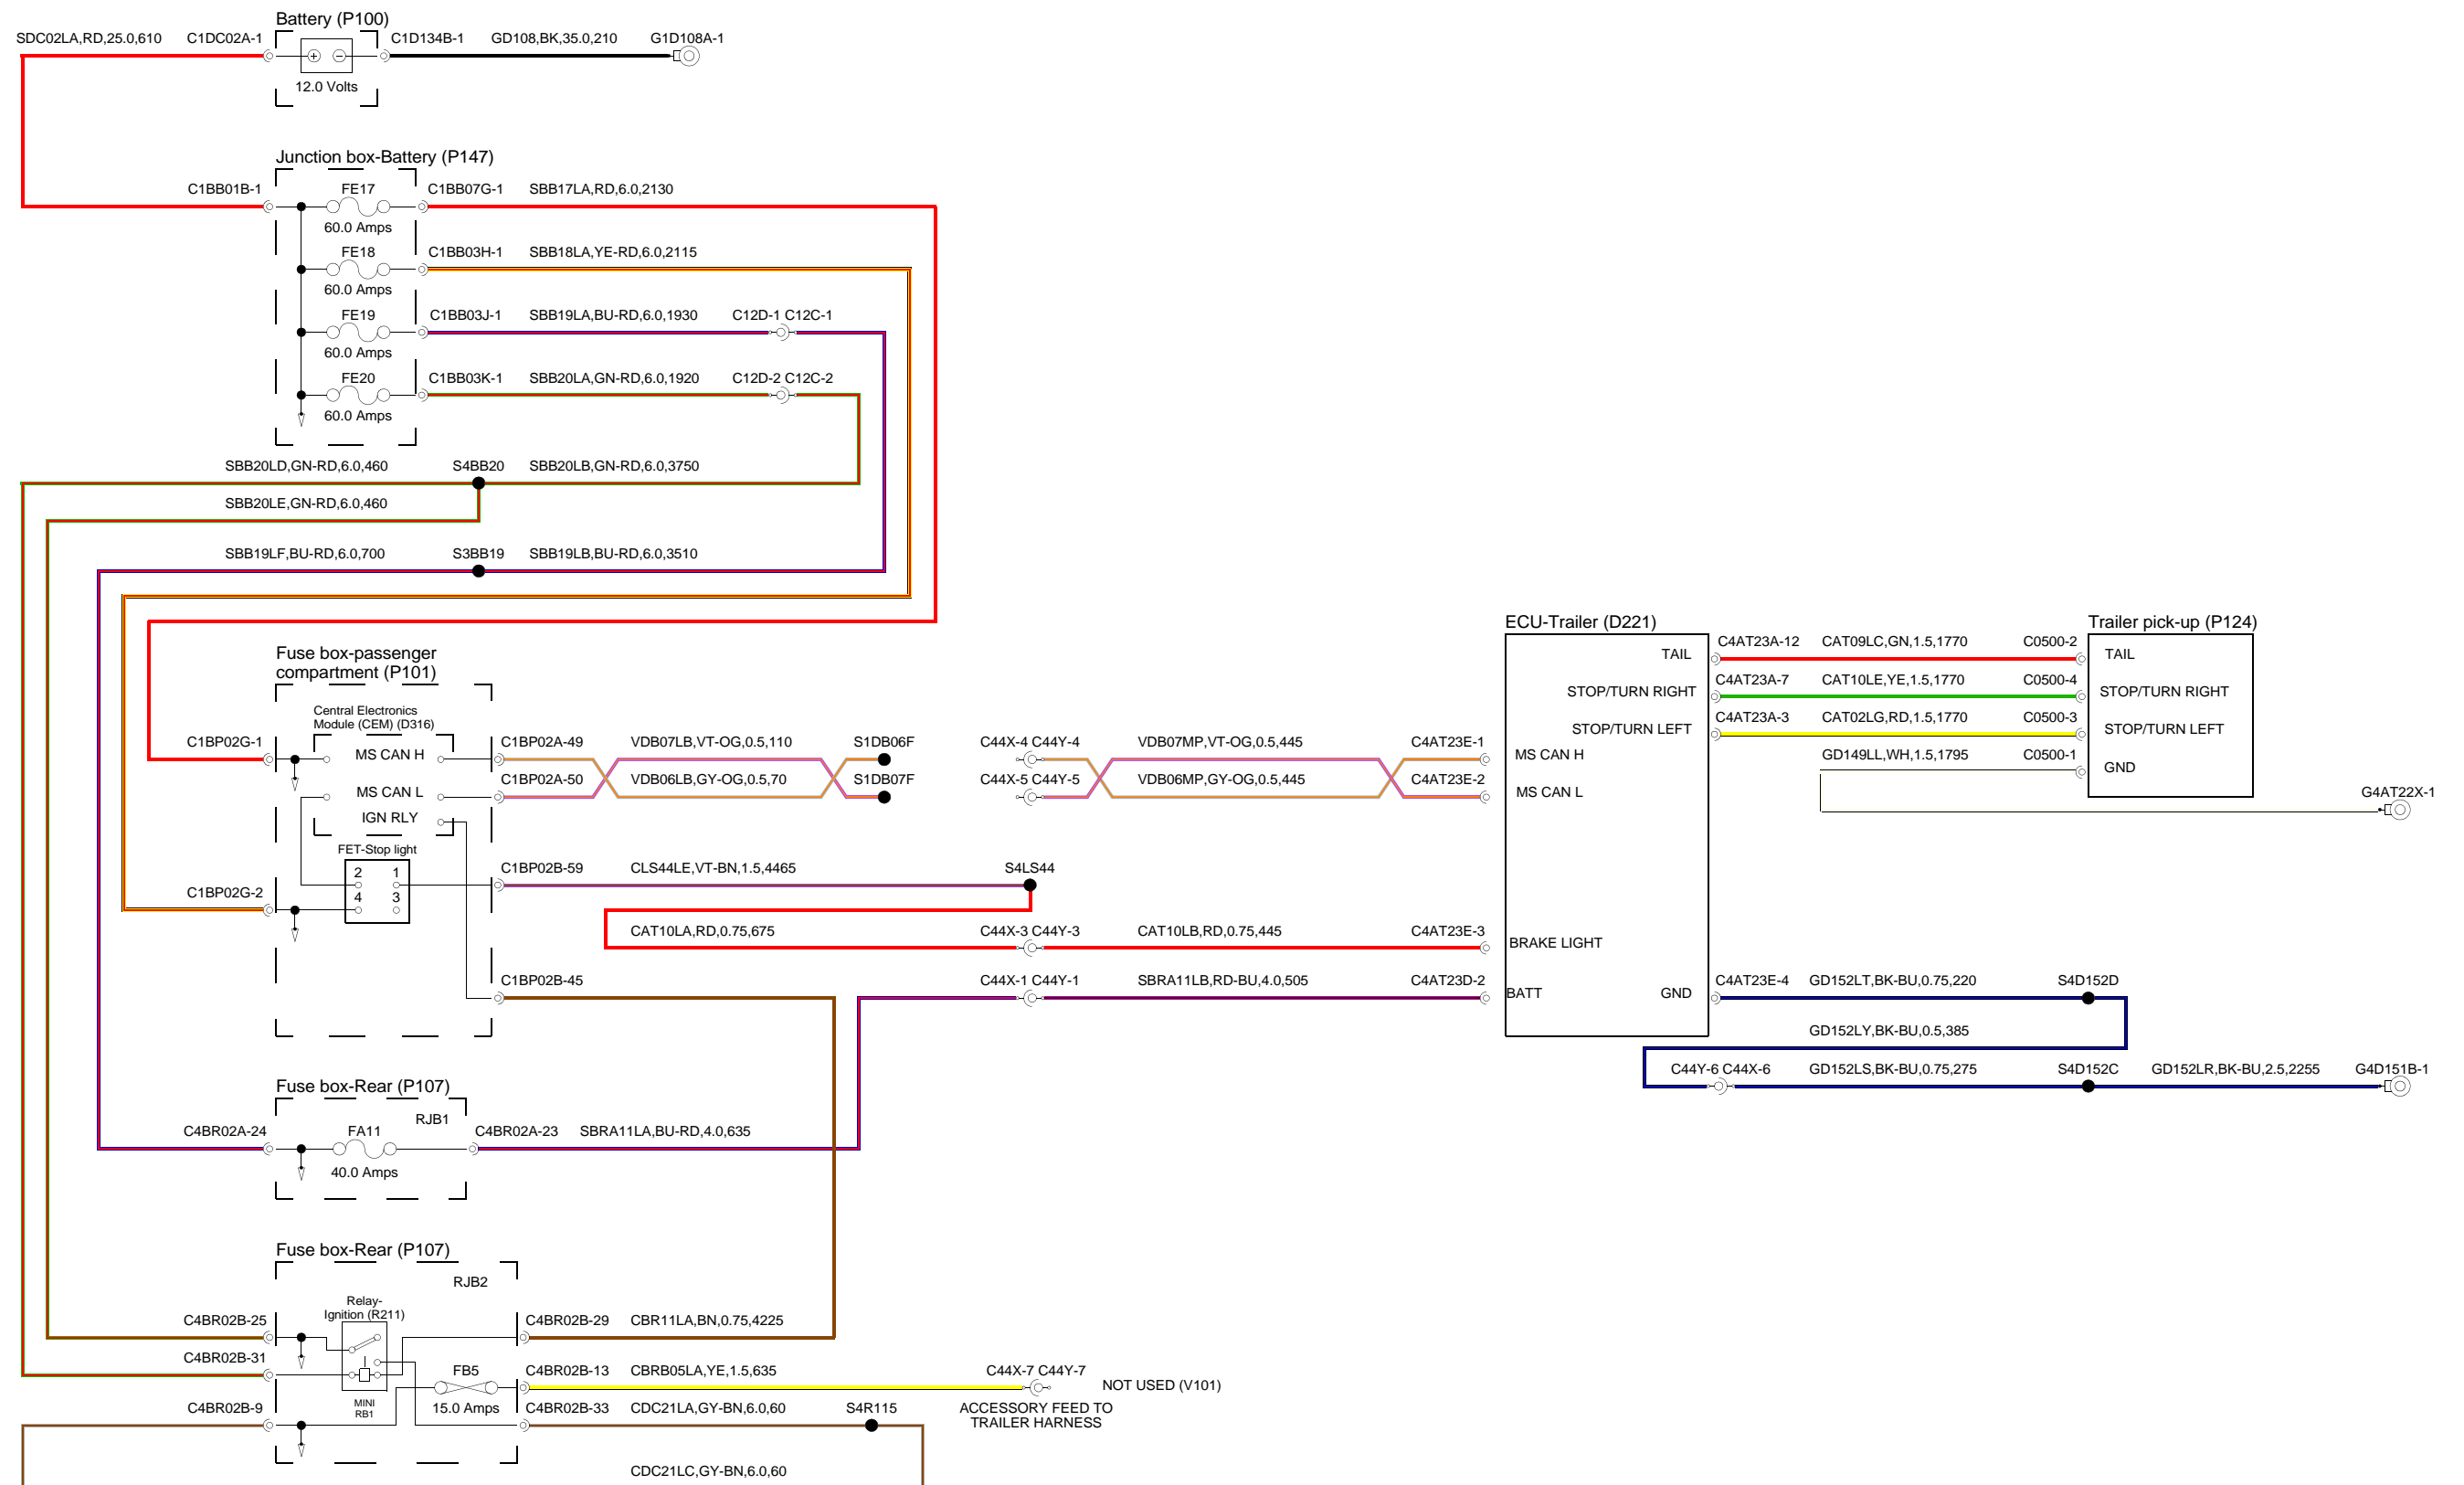 Battery (P100)
SDC02LA,RD,25.0,610 C1DC02A-1 C1D134B-1 GD108,BK,35.0,210 G1D108A-1
12.0 Volts
Junction box-Battery (P147)
C1BB01B-1 FE17 C1BB07G-1 SBB17LA,RD,6.0,2130
60.0 Amps
FE18 C1BB03H-1 SBB18LA,YE-RD,6.0,2115
60.0 Amps
FE19 C1BB03J-1 SBB19LA,BU-RD,6.0,1930 C12D-1 C12C-1
60.0 Amps
FE20 C1BB03K-1 SBB20LA,GN-RD,6.0,1920 C12D-2 C12C-2
60.0 Amps
SBB20LD,GN-RD,6.0,460 S4BB20 SBB20LB,GN-RD,6.0,3750
SBB20LE,GN-RD,6.0,460
SBB19LF,BU-RD,6.0,700 S3BB19 SBB19LB,BU-RD,6.0,3510
Fuse box-passenger
compartment (P101)
Central Electronics
Module (CEM) (D316)
C1BP02G-1 MS CAN H C1BP02A-49 VDB07LB,VT-OG,0.5,110 S1DB06F
MS CAN L C1BP02A-50 VDB06LB,GY-OG,0.5,70 S1DB07F
IGN RLY
FET-Stop light
2 1
4 3
C1BP02B-59 CLS44LE,VT-BN,1.5,4465 S4LS44
C1BP02G-2
CAT10LA,RD,0.75,675 C44X-3 C44Y-3 CAT10LB,RD,0.75,445 C4AT23E-3
C1BP02B-45 C44X-1 C44Y-1 SBRA11LB,RD-BU,4.0,505 C4AT23D-2
C44X-4 C44Y-4 VDB07MP,VT-OG,0.5,445 C4AT23E-1
C44X-5 C44Y-5 VDB06MP,GY-OG,0.5,445 C4AT23E-2
ECU-Trailer (D221)
TAIL
STOP/TURN RIGHT
STOP/TURN LEFT
MS CAN H
MS CAN L
BRAKE LIGHT
BATT GND
C4AT23A-12 CAT09LC,GN,1.5,1770 C0500-2
C4AT23A-7 CAT10LE,YE,1.5,1770 C0500-4
C4AT23A-3 CAT02LG,RD,1.5,1770 C0500-3
GD149LL,WH,1.5,1795 C0500-1
Trailer pick-up (P124)
TAIL
STOP/TURN RIGHT
STOP/TURN LEFT
GND
G4AT22X-1
C4AT23E-4 GD152LT,BK-BU,0.75,220 S4D152D
GD152LY,BK-BU,0.5,385
C44Y-6 C44X-6 GD152LS,BK-BU,0.75,275 S4D152C GD152LR,BK-BU,2.5,2255 G4D151B-1
Fuse box-Rear (P107)
RJB1
C4BR02A-24 FA11 C4BR02A-23 SBRA11LA,BU-RD,4.0,635
40.0 Amps
Fuse box-Rear (P107)
RJB2
Relay-
Ignition (R211)
C4BR02B-25 C4BR02B-29 CBR11LA,BN,0.75,4225
C4BR02B-31
FB5 C4BR02B-13 CBRB05LA,YE,1.5,635 C44X-7 C44Y-7
NOT USED (V101)
MINI
RB1
C4BR02B-9 15.0 Amps C4BR02B-33 CDC21LA,GY-BN,6.0,60 S4R115
ACCESSORY FEED TO
TRAILER HARNESS
CDC21LC,GY-BN,6.0,60